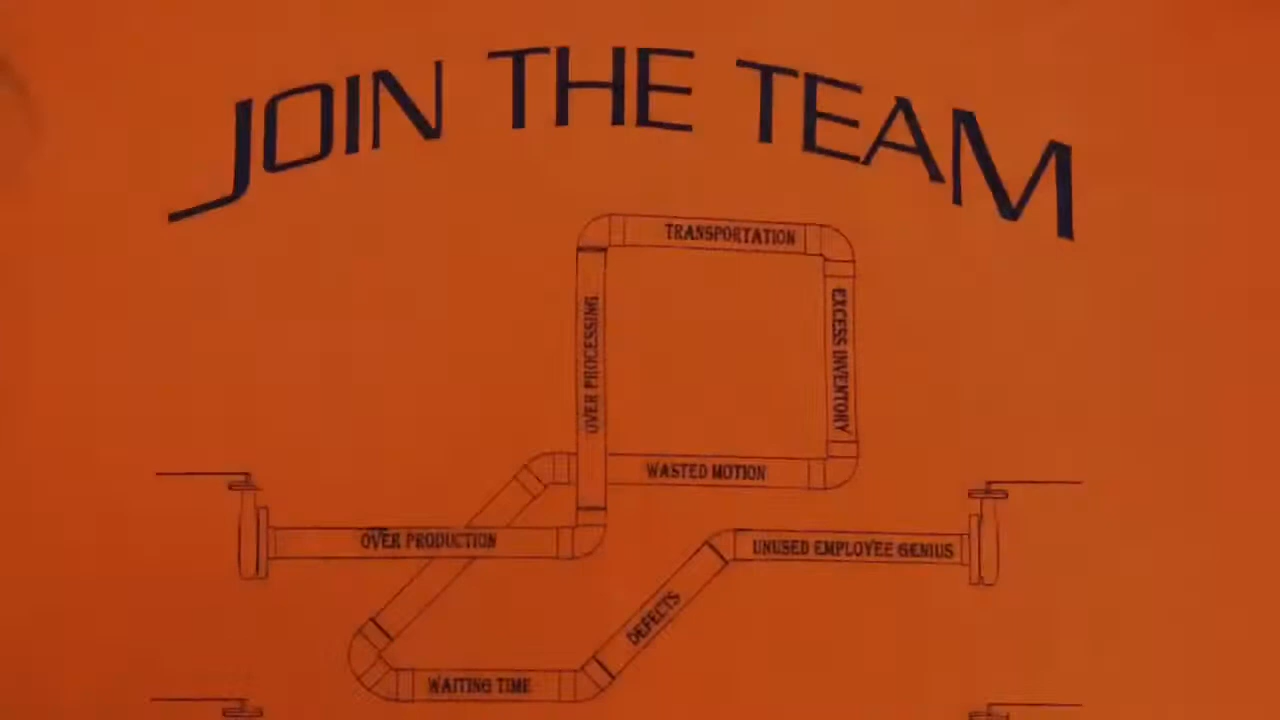 JOIN THE TEAM
TRANSPORTATION
OVER PROCESSING
EXCESS INVENTORY
WASTED MOTION
OVER PRODUCTION
UNUSED EMPLOYEE GENIUS
DEFECTS
WAITING TIME